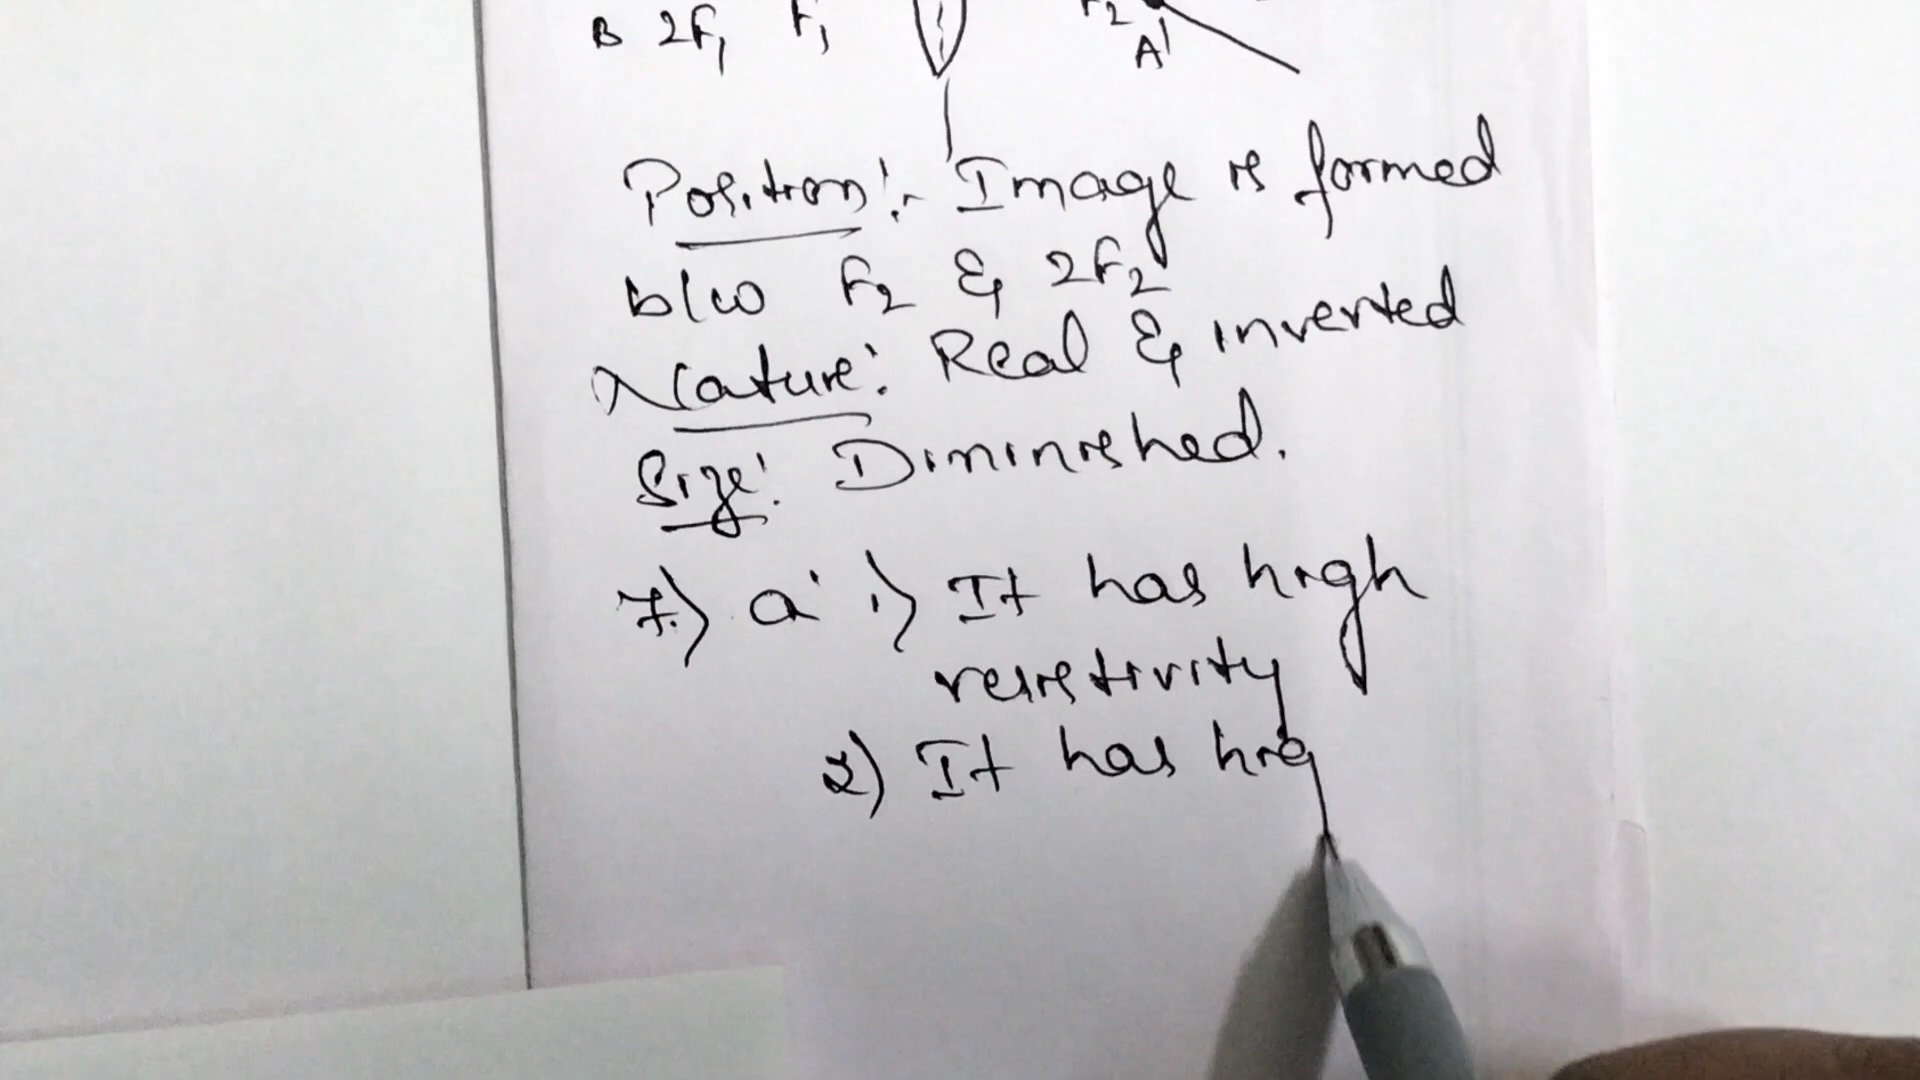 B 2F1 F1 F2
A'
Position:- Image is formed
b/w F2 & 2F2
Nature: Real & inverted
Size: Diminished.
7.) a' 1) It has high
resistivity
2) It has hig